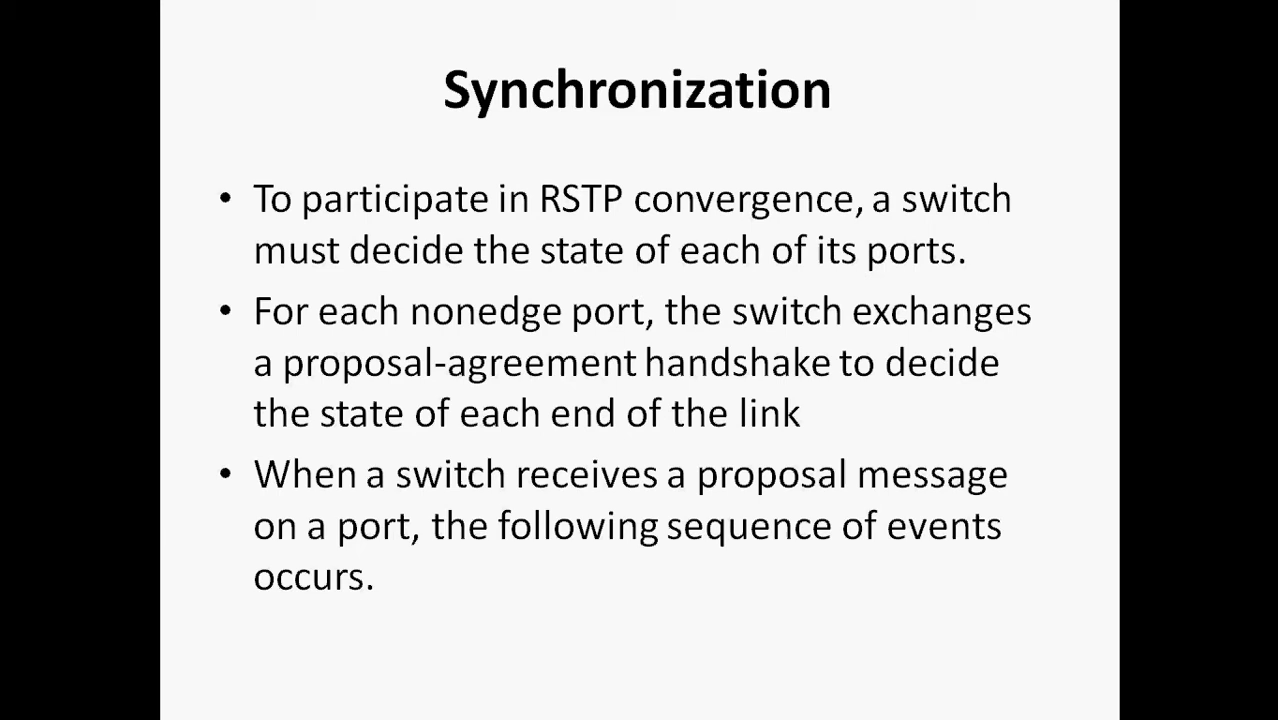 Synchronization
• To participate in RSTP convergence, a switch
must decide the state of each of its ports.
• For each nonedge port, the switch exchanges
a proposal-agreement handshake to decide
the state of each end of the link
• When a switch receives a proposal message
on a port, the following sequence of events
occurs.